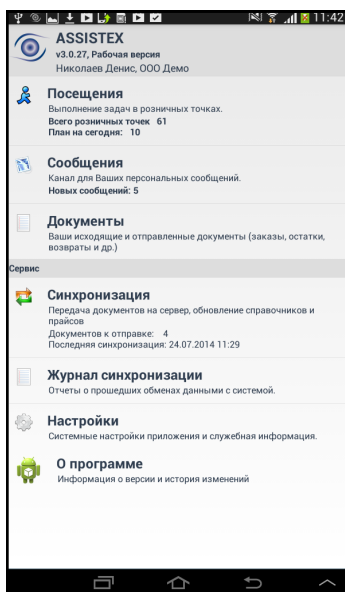 11:42
ASSISTEX
v3.0.27, Рабочая версия
Николаев Денис, ООО Демо
Посещения
Выполнение задач в розничных точках.
Всего розничных точек 61
План на сегодня: 10
Сообщения
Канал для Ваших персональных сообщений.
Новых сообщений: 5
Документы
Ваши исходящие и отправленные документы (заказы, остатки,
возвраты и др.)
Сервис
Синхронизация
Передача документов на сервер, обновление справочников и
прайсов
Документов к отправке: 4
Последняя синхронизация: 24.07.2014 11:29
Журнал синхронизации
Отчеты о прошедших обменах данными с системой.
Настройки
Системные настройки приложения и служебная информация.
О программе
Информация о версии и история изменений